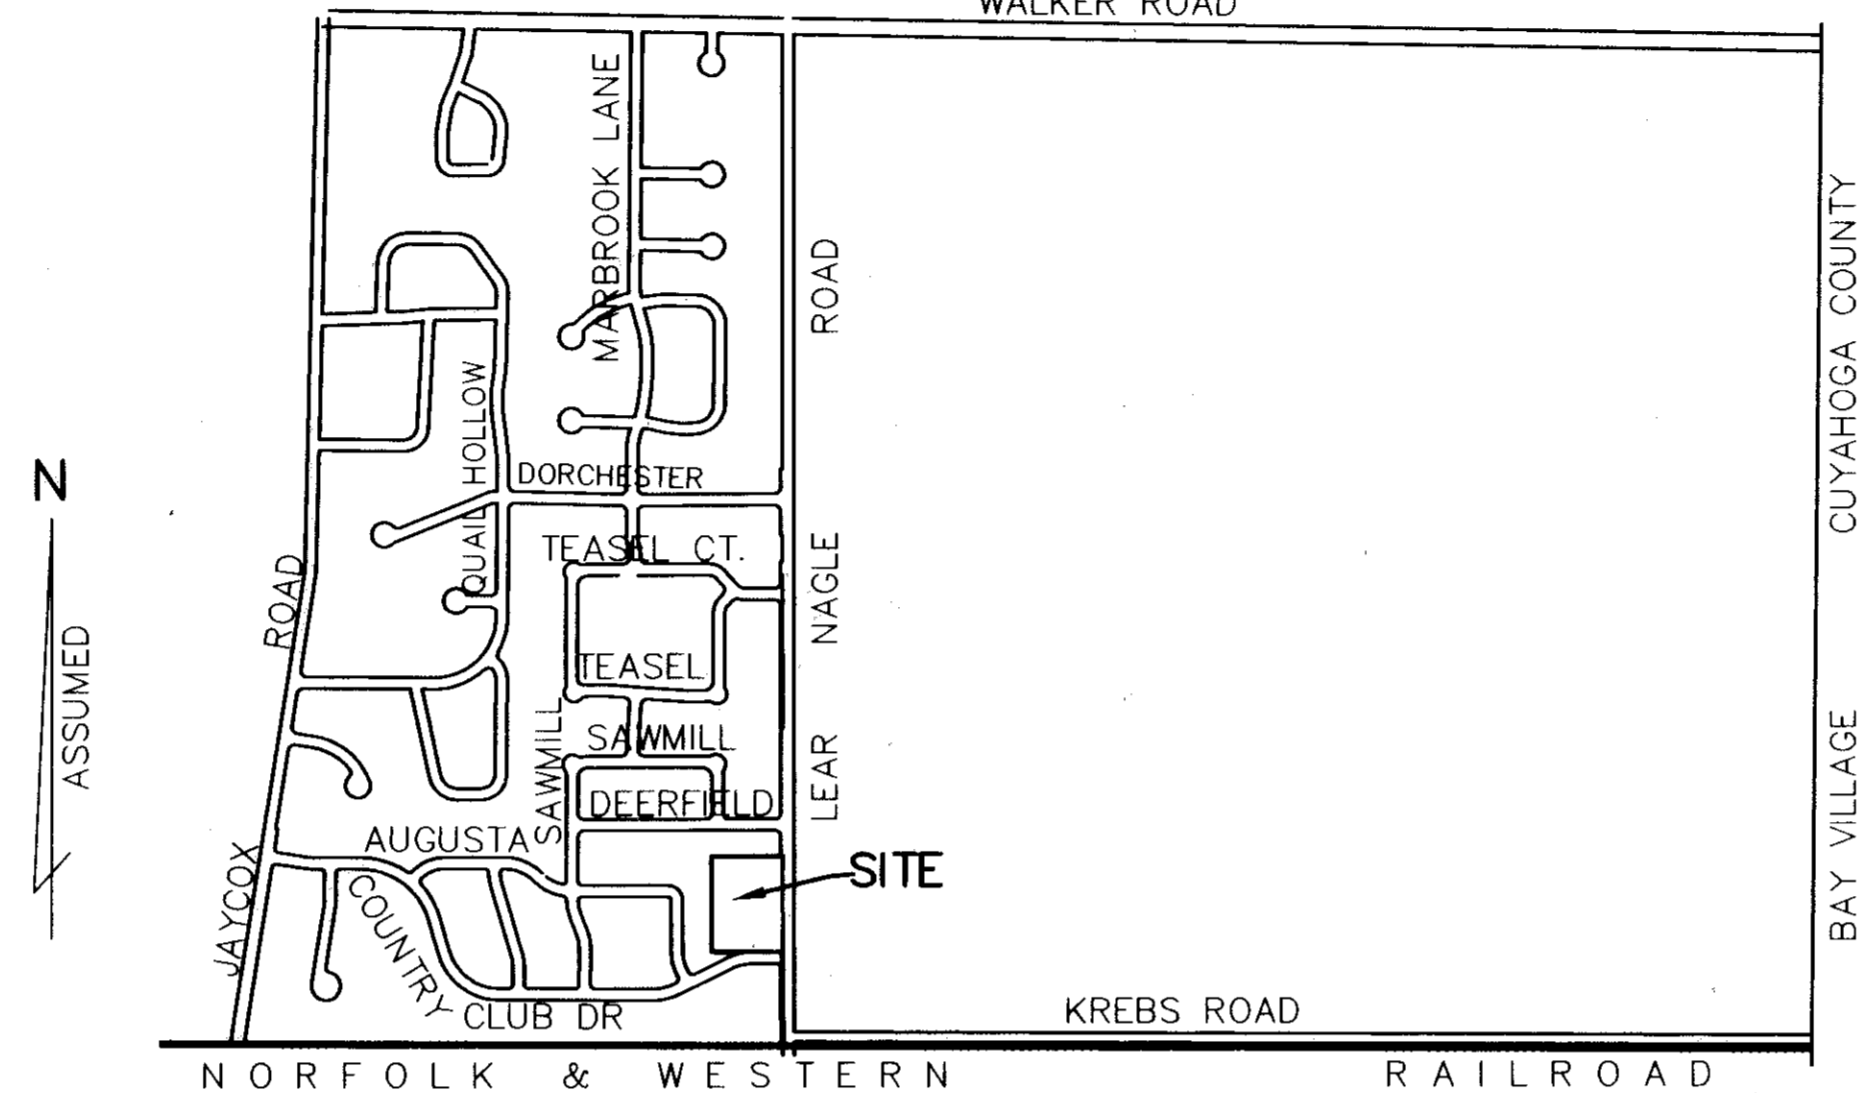 WALKER ROAD
MARBROOK LANE
ROAD
CUYAHOGA COUNTY
QUAIL HOLLOW
DORCHESTER
N
TEASEL CT.
NAGLE
ROAD
ASSUMED
TEASEL
SAWMILL
SAWMILL
LEAR
BAY VILLAGE
DEERFIELD
AUGUSTA
SITE
JAYCOX
COUNTRY
CLUB DR
KREBS ROAD
NORFOLK & WESTERN RAILROAD